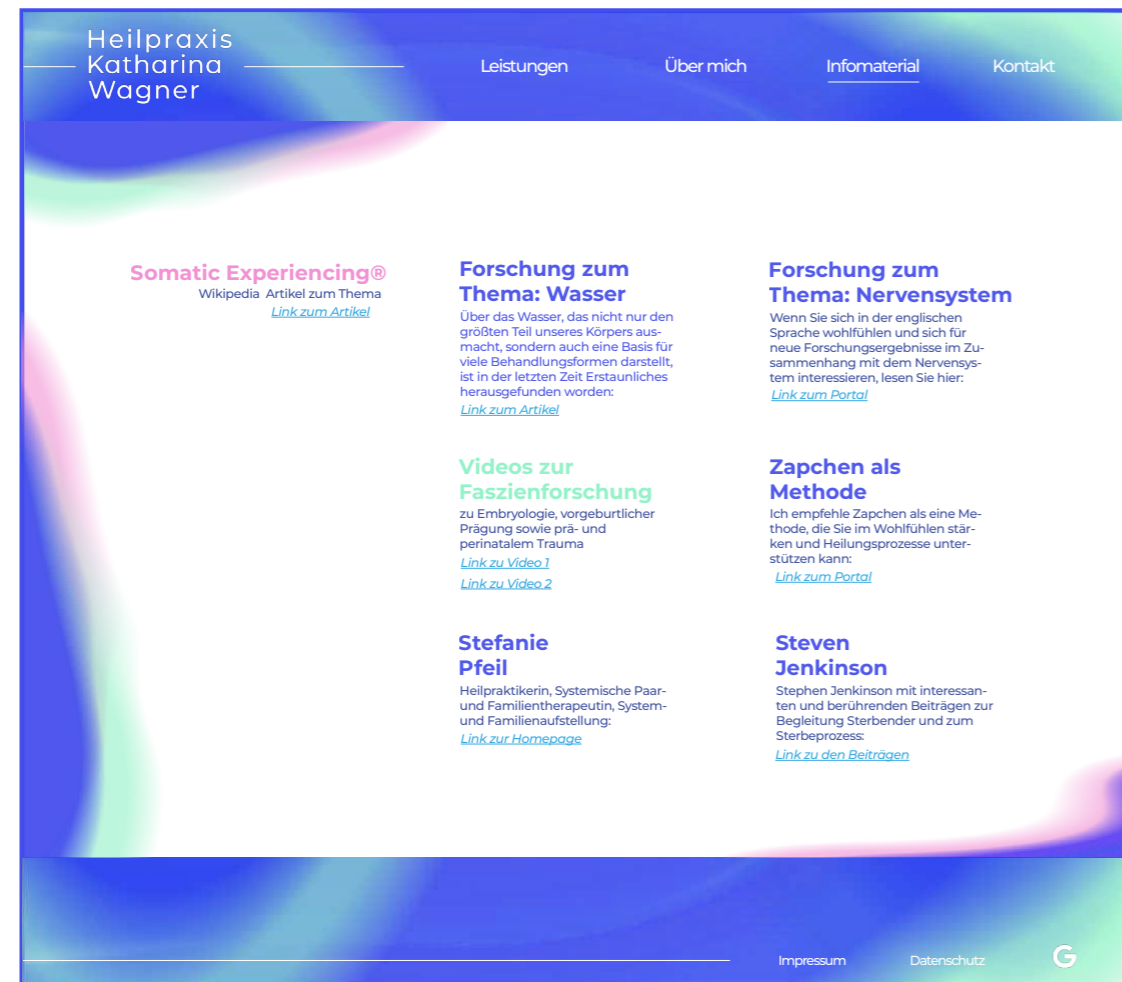 Heilpraxis
Katharina
Wagner
Leistungen Über mich Infomaterial Kontakt
Somatic Experiencing®
Wikipedia Artikel zum Thema
Link zum Artikel
Forschung zum
Thema: Wasser
Über das Wasser, das nicht nur den
größten Teil unseres Körpers aus-
macht, sondern auch eine Basis für
viele Behandlungsformen darstellt,
ist in der letzten Zeit Erstaunliches
herausgefunden worden:
Link zum Artikel
Forschung zum
Thema: Nervensystem
Wenn Sie sich in der englischen
Sprache wohlfühlen und sich für
neue Forschungsergebnisse im Zu-
sammenhang mit dem Nervensys-
tem interessieren, lesen Sie hier:
Link zum Portal
Videos zur
Faszienforschung
zu Embryologie, vorgeburtlicher
Prägung sowie prä- und
perinatalem Trauma
Link zu Video 1
Link zu Video 2
Zapchen als
Methode
Ich empfehle Zapchen als eine Me-
thode, die Sie im Wohlfühlen stär-
ken und Heilungsprozesse unter-
stützen kann:
Link zum Portal
Stefanie
Pfeil
Heilpraktikerin, Systemische Paar-
und Familientherapeutin, System-
und Familienaufstellung:
Link zur Homepage
Steven
Jenkinson
Stephen Jenkinson mit interessan-
ten und berührenden Beiträgen zur
Begleitung Sterbender und zum
Sterbeprozess:
Link zu den Beiträgen
Impressum Datenschutz G